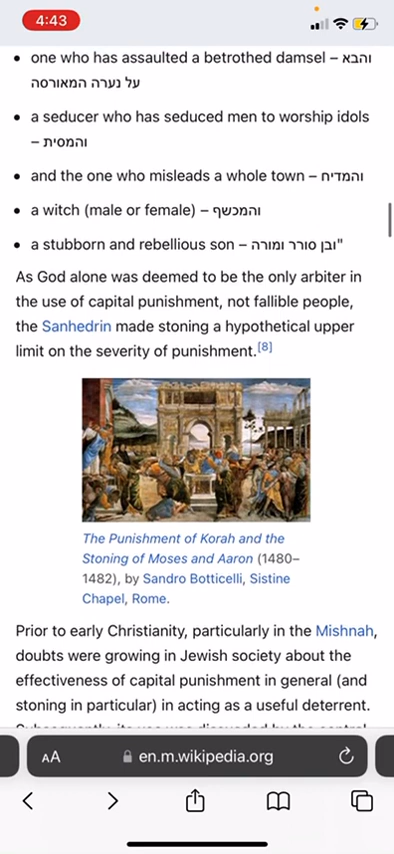 4:43
• one who has assaulted a betrothed damsel – והבא
על נערה המאורסה
• a seducer who has seduced men to worship idols
– והמסית
• and the one who misleads a whole town – והמדיח
• a witch (male or female) – והמכשף
• a stubborn and rebellious son – ובן סורר ומורה"
As God alone was deemed to be the only arbiter in
the use of capital punishment, not fallible people,
the Sanhedrin made stoning a hypothetical upper
limit on the severity of punishment.[8]
The Punishment of Korah and the
Stoning of Moses and Aaron (1480–
1482), by Sandro Botticelli, Sistine
Chapel, Rome.
Prior to early Christianity, particularly in the Mishnah,
doubts were growing in Jewish society about the
effectiveness of capital punishment in general (and
stoning in particular) in acting as a useful deterrent.
AA en.m.wikipedia.org